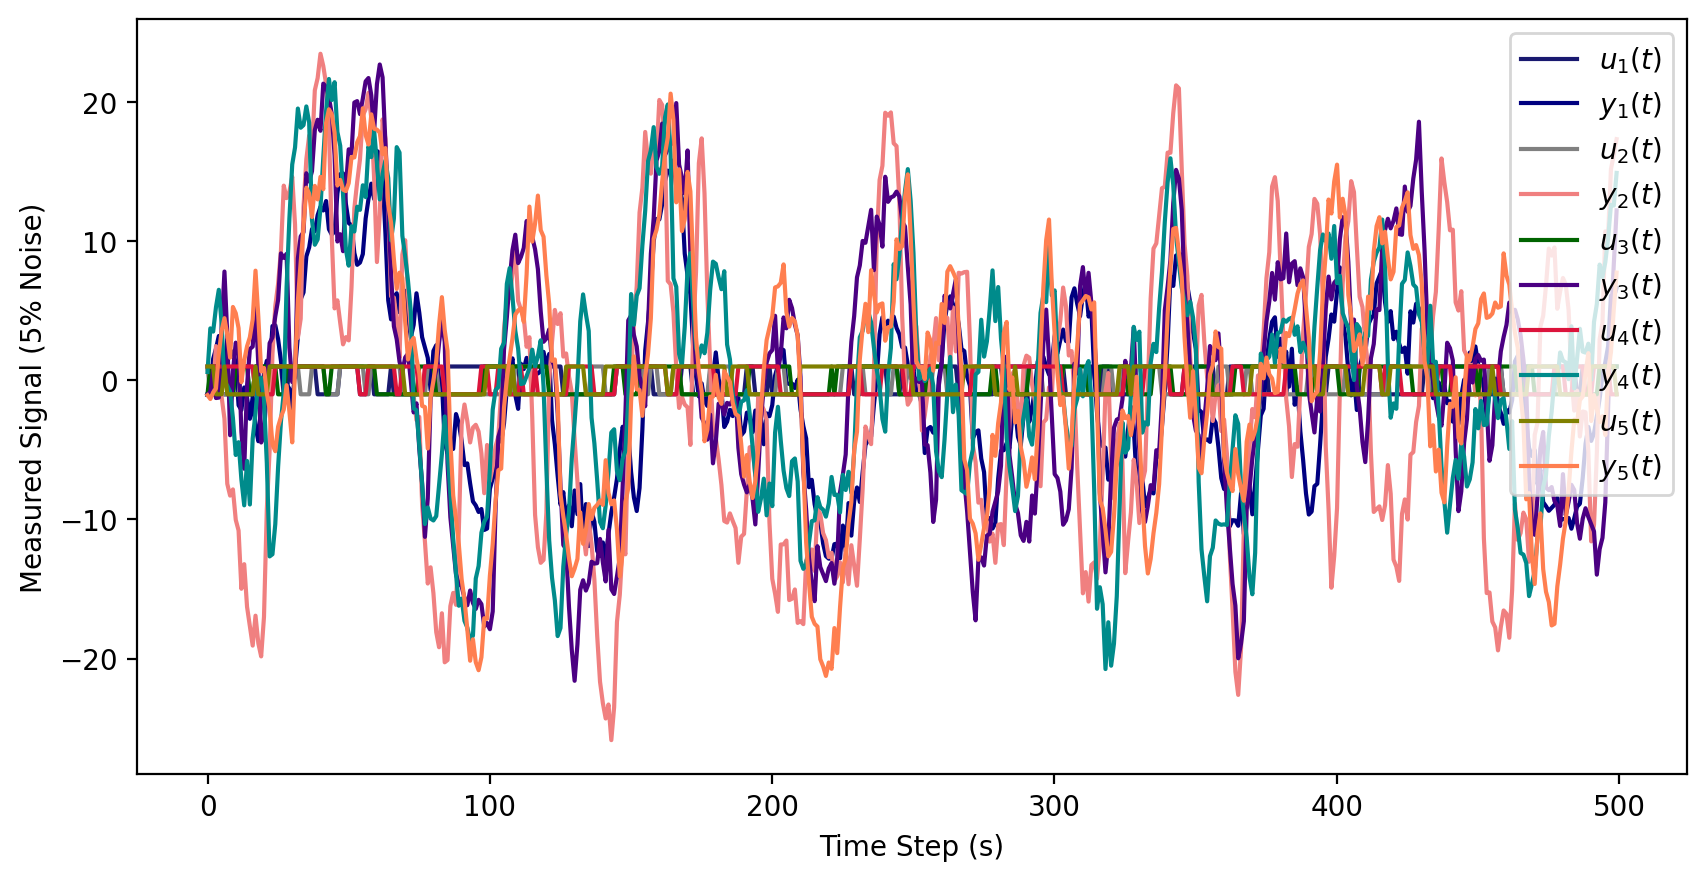 Measured Signal (5% Noise)
20
10
0
−10
−20
0
100
200
300
400
500
Time Step (s)
u₁(t)
y₁(t)
u₂(t)
y₂(t)
u₃(t)
y₃(t)
u₄(t)
y₄(t)
u₅(t)
y₅(t)